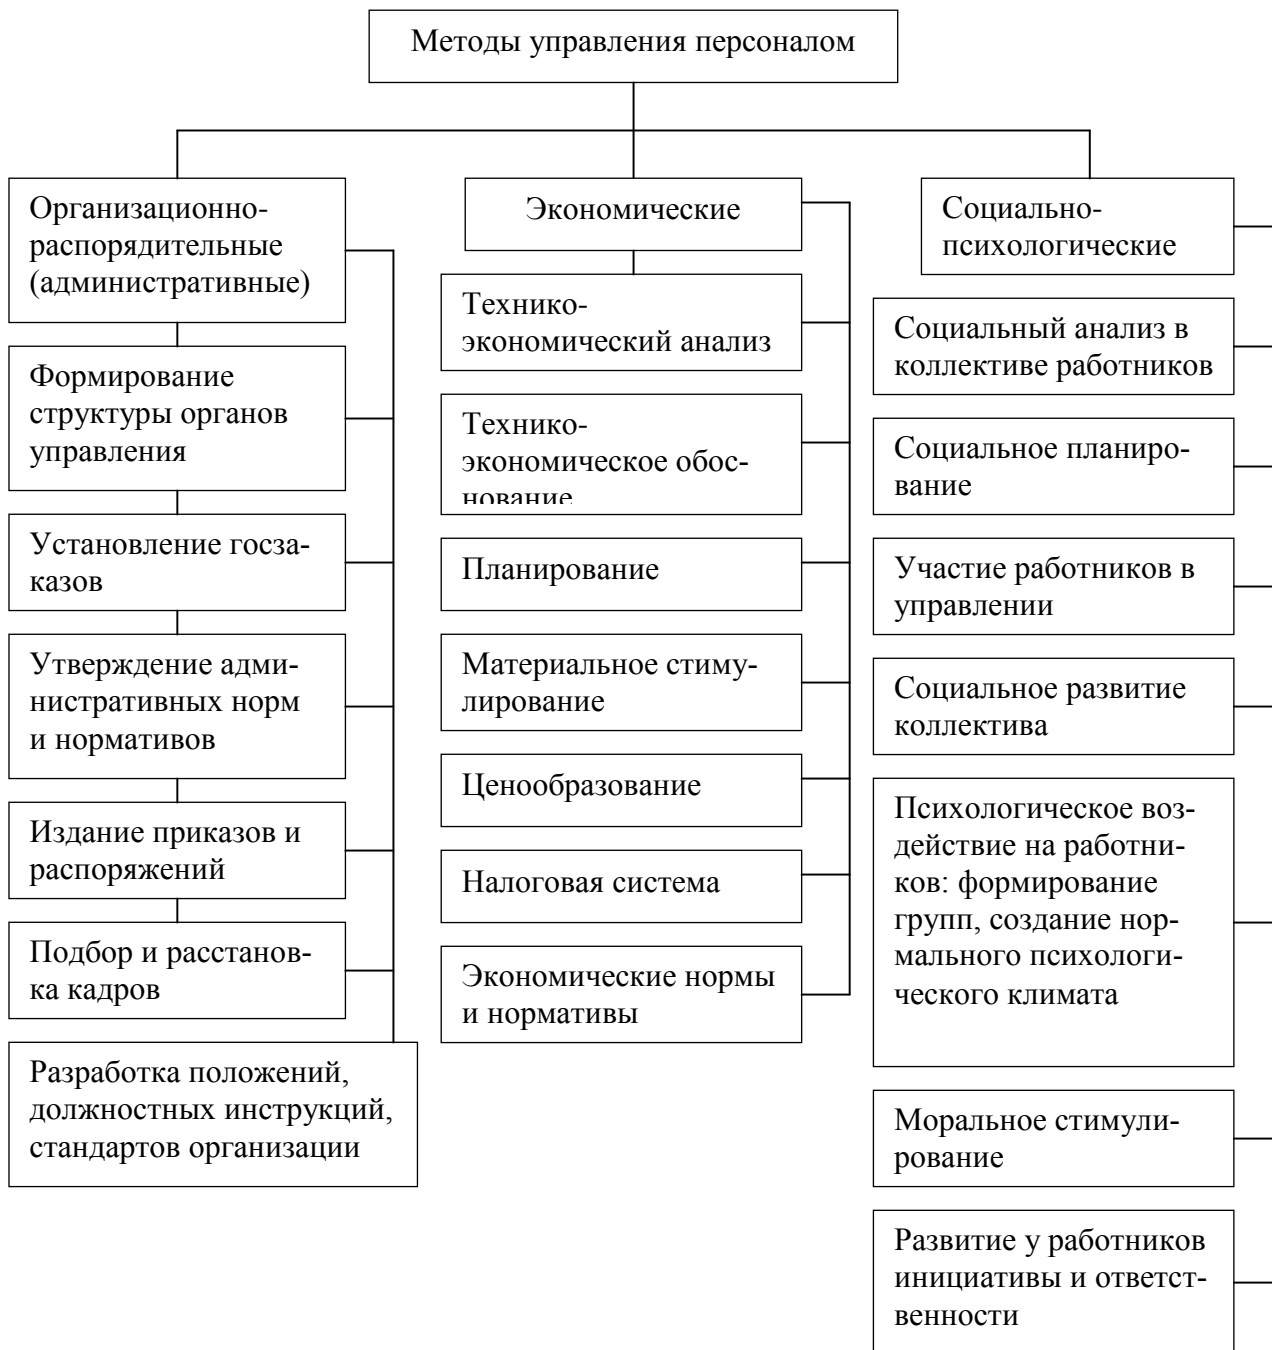 Методы управления персоналом
Организационно-
распорядительные
(административные)
Формирование
структуры органов
управления
Установление госза-
казов
Утверждение адми-
нистративных норм
и нормативов
Издание приказов и
распоряжений
Подбор и расстанов-
ка кадров
Разработка положений,
должностных инструкций,
стандартов организации
Экономические
Технико-
экономический анализ
Технико-
экономическое обос-
нование
Планирование
Материальное стиму-
лирование
Ценообразование
Налоговая система
Экономические нормы
и нормативы
Социально-
психологические
Социальный анализ в
коллективе работников
Социальное планиро-
вание
Участие работников в
управлении
Социальное развитие
коллектива
Психологическое воз-
действие на работни-
ков: формирование
групп, создание нор-
мального психологи-
ческого климата
Моральное стимули-
рование
Развитие у работников
инициативы и ответст-
венности